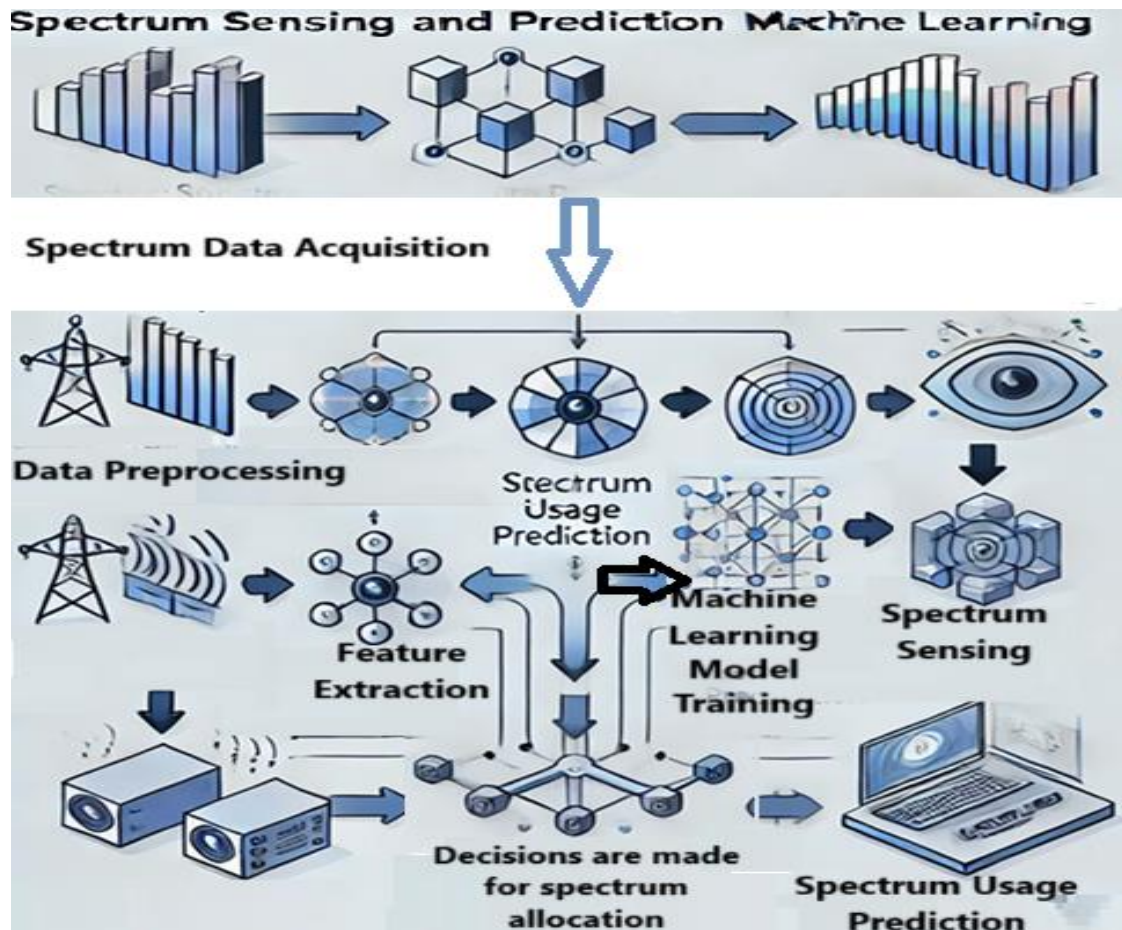 Spectrum Sensing and Prediction Machine Learning
Spectrum Data Acquisition
Data Preprocessing
Stectrum
Usage
Prediction
Machine
Learning
Model
Training
Spectrum
Sensing
Feature
Extraction
Decisions are made
for spectrum
allocation
Spectrum Usage
Prediction